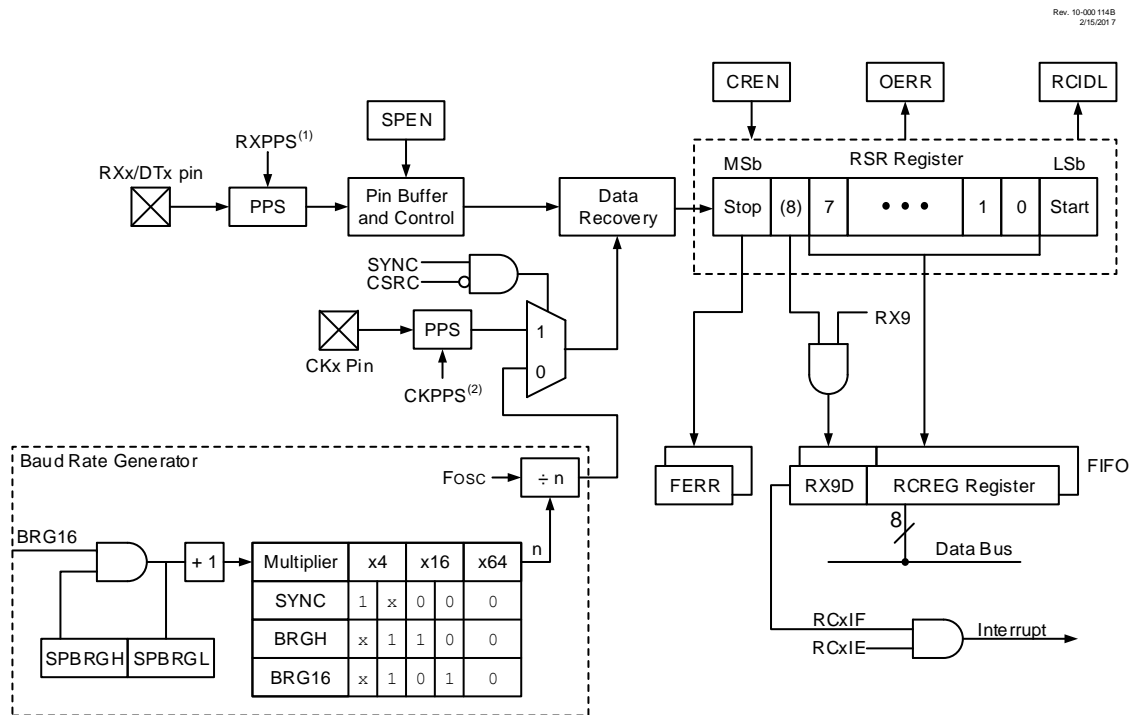 Rev. 10-000 114B
2/15/2017
CREN
OERR
RCIDL
SPEN
RXPPS(1)
RXx/DTx pin
PPS
Pin Buffer
and Control
Data
Recovery
MSb
RSR Register
LSb
Stop (8) 7 • • • 1 0 Start
SYNC
CSRC
CKx Pin
PPS
CKPPS(2)
1
0
RX9
Baud Rate Generator
Fosc
÷ n
n
BRG16
+ 1
SPBRGH SPBRGL
Multiplier x4 x16 x64
SYNC 1 x 0 0 0
BRGH x 1 1 0 0
BRG16 x 1 0 1 0
FERR
RX9D RCREG Register
FIFO
8
Data Bus
RCxIF
RCxIE
Interrupt